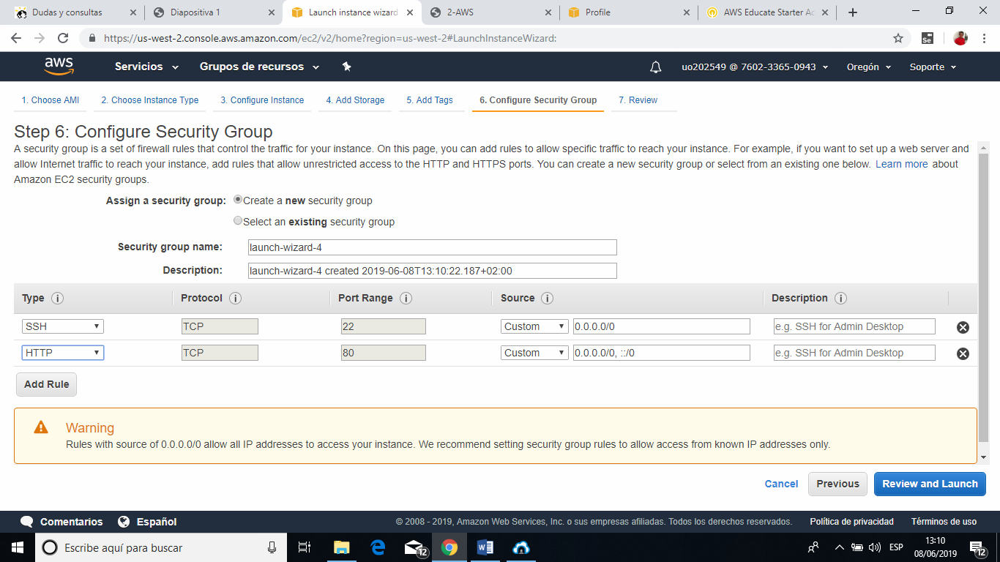 Dudas y consultas
Diapositiva 1
Launch instance wizard
2-AWS
Profile
AWS Educate Starter Ac
https://us-west-2.console.aws.amazon.com/ec2/v2/home?region=us-west-2#LaunchInstanceWizard:
Se
aws
Servicios
Grupos de recursos
uo202549 @ 7602-3365-0943
Oregón
Soporte
1. Choose AMI
2. Choose Instance Type
3. Configure Instance
4. Add Storage
5. Add Tags
6. Configure Security Group
7. Review
Step 6: Configure Security Group
A security group is a set of firewall rules that control the traffic for your instance. On this page, you can add rules to allow specific traffic to reach your instance. For example, if you want to set up a web server and
allow Internet traffic to reach your instance, add rules that allow unrestricted access to the HTTP and HTTPS ports. You can create a new security group or select from an existing one below. Learn more about
Amazon EC2 security groups.
Assign a security group: Create a new security group
Select an existing security group
Security group name: launch-wizard-4
Description: launch-wizard-4 created 2019-06-08T13:10:22.187+02:00
Type i Protocol i Port Range i Source i Description i
SSH TCP 22 Custom 0.0.0.0/0 e.g. SSH for Admin Desktop
HTTP TCP 80 Custom 0.0.0.0/0, ::/0 e.g. SSH for Admin Desktop
Add Rule
Warning
Rules with source of 0.0.0.0/0 allow all IP addresses to access your instance. We recommend setting security group rules to allow access from known IP addresses only.
Cancel
Previous
Review and Launch
Comentarios
Español
© 2008 - 2019, Amazon Web Services, Inc. o sus empresas afiliadas. Todos los derechos reservados.
Política de privacidad
Términos de uso
Escribe aquí para buscar
12
ESP
13:10
08/06/2019
12